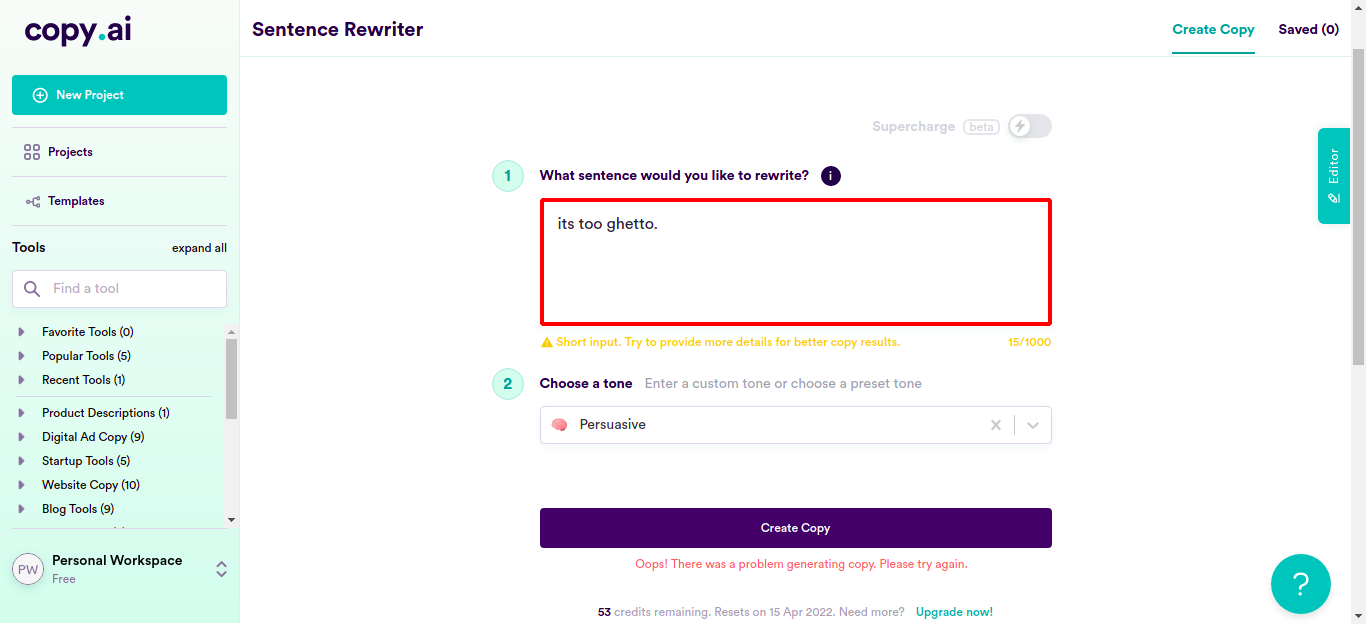 copy.ai
Sentence Rewriter
Create Copy
Saved (0)
New Project
Projects
Templates
Tools
expand all
Find a tool
Favorite Tools (0)
Popular Tools (5)
Recent Tools (1)
Product Descriptions (1)
Digital Ad Copy (9)
Startup Tools (5)
Website Copy (10)
Blog Tools (9)
PW
Personal Workspace
Free
Supercharge beta
1 What sentence would you like to rewrite? i
its too ghetto.
Short input. Try to provide more details for better copy results. 15/1000
2 Choose a tone Enter a custom tone or choose a preset tone
Persuasive
Create Copy
Oops! There was a problem generating copy. Please try again.
53 credits remaining. Resets on 15 Apr 2022. Need more? Upgrade now!
Editor
?